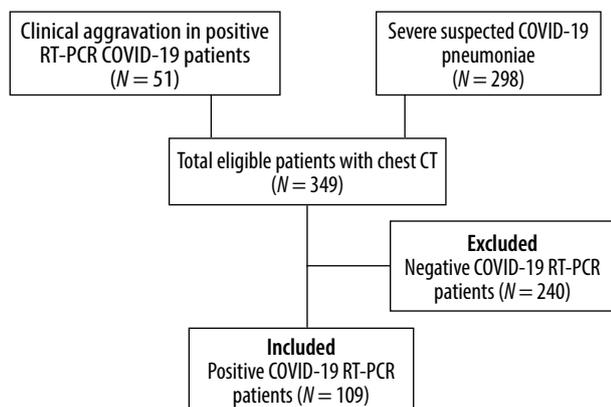 Clinical aggravation in positive
RT-PCR COVID-19 patients
(N = 51)
Severe suspected COVID-19
pneumoniae
(N = 298)
Total eligible patients with chest CT
(N = 349)
Excluded
Negative COVID-19 RT-PCR
patients (N = 240)
Included
Positive COVID-19 RT-PCR
patients (N = 109)